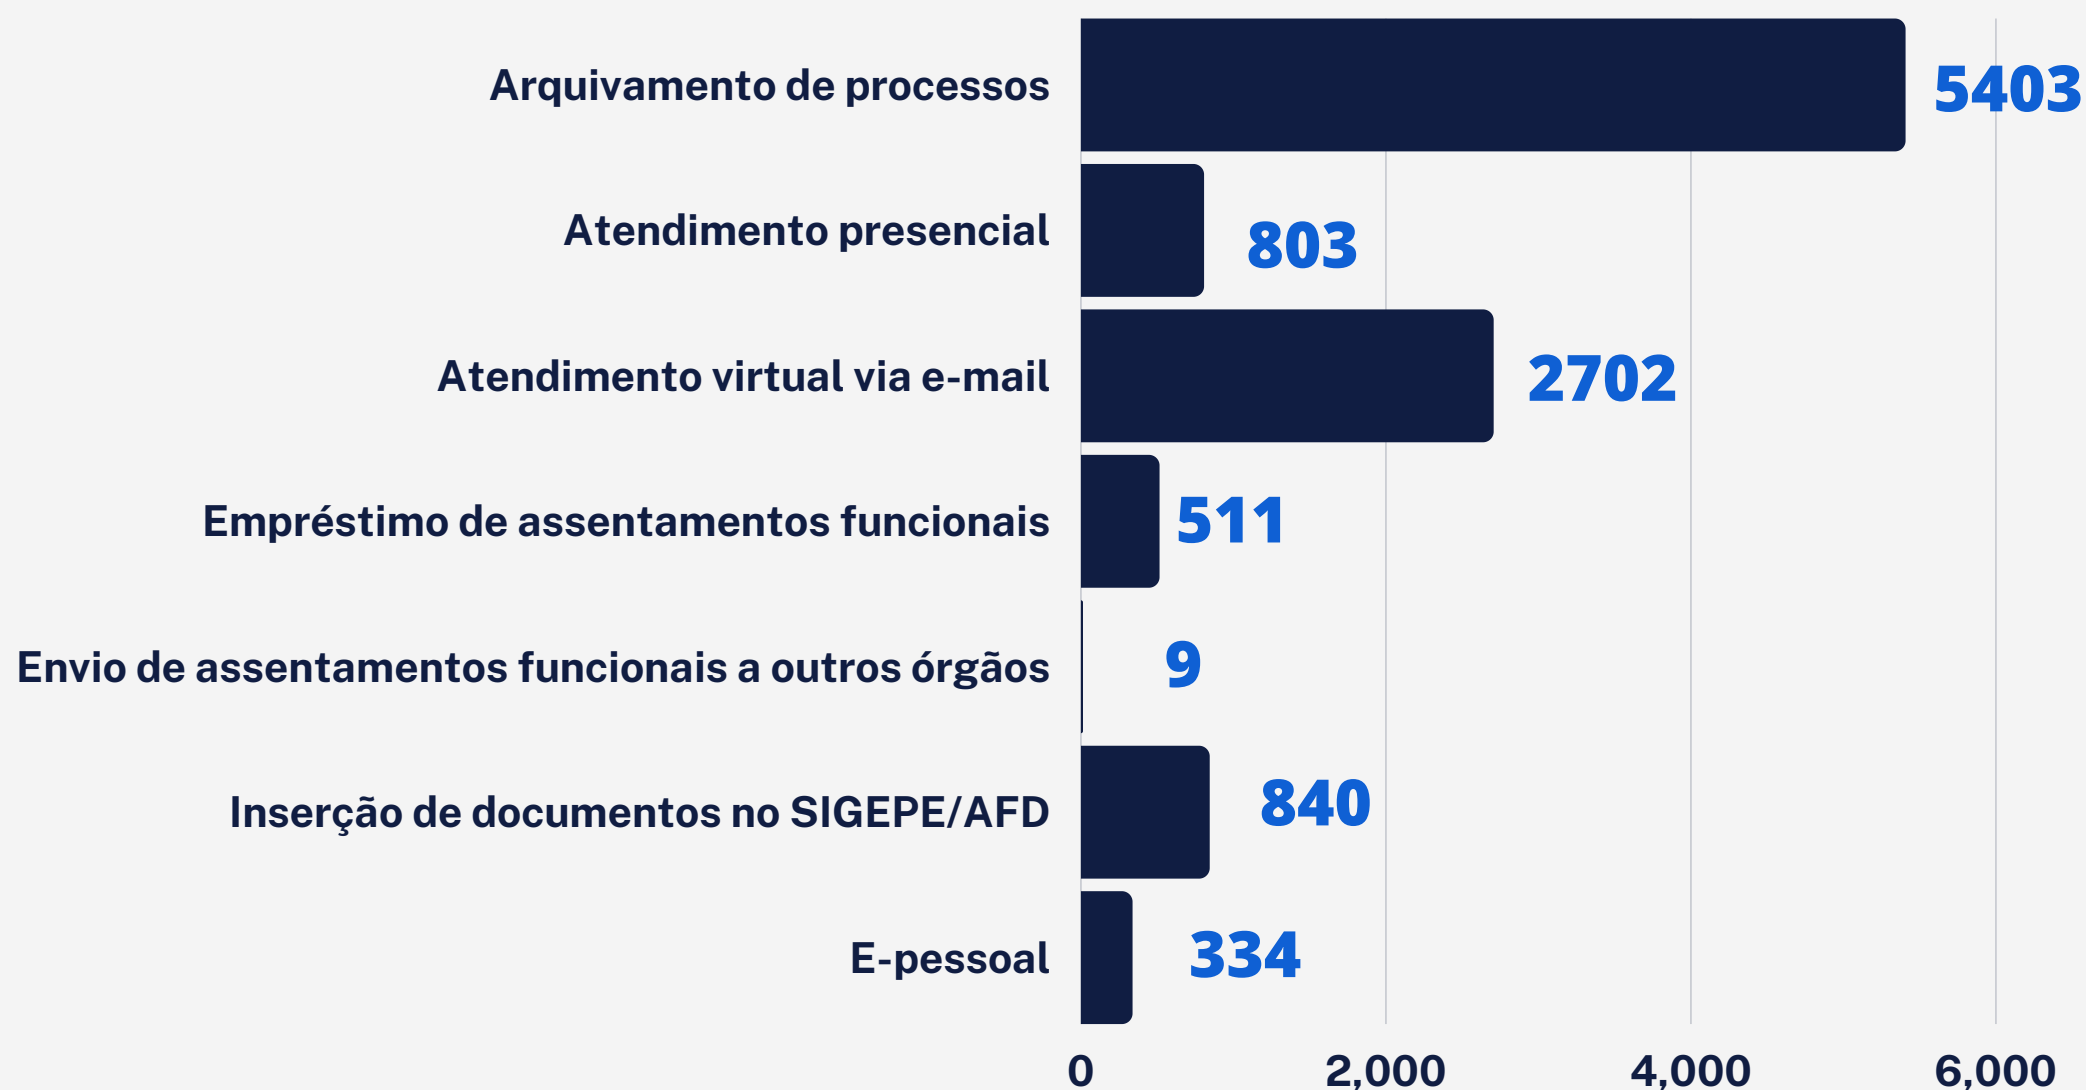 Arquivamento de processos 5403
Atendimento presencial 803
Atendimento virtual via e-mail 2702
Empréstimo de assentamentos funcionais 511
Envio de assentamentos funcionais a outros órgãos 9
Inserção de documentos no SIGEPE/AFD 840
E-pessoal 334
0 2,000 4,000 6,000